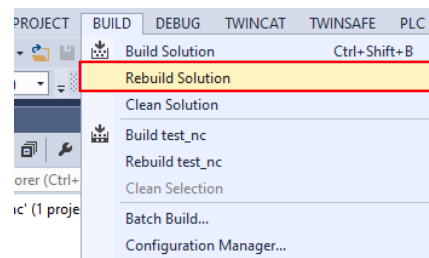 PROJECT BUILD DEBUG TWINCAT TWINSAFE PLC
Build Solution Ctrl+Shift+B
Rebuild Solution
Clean Solution
Build test_nc
Rebuild test_nc
orer (Ctrl+
Clean Selection
nc' (1 proje
Batch Build...
Configuration Manager...